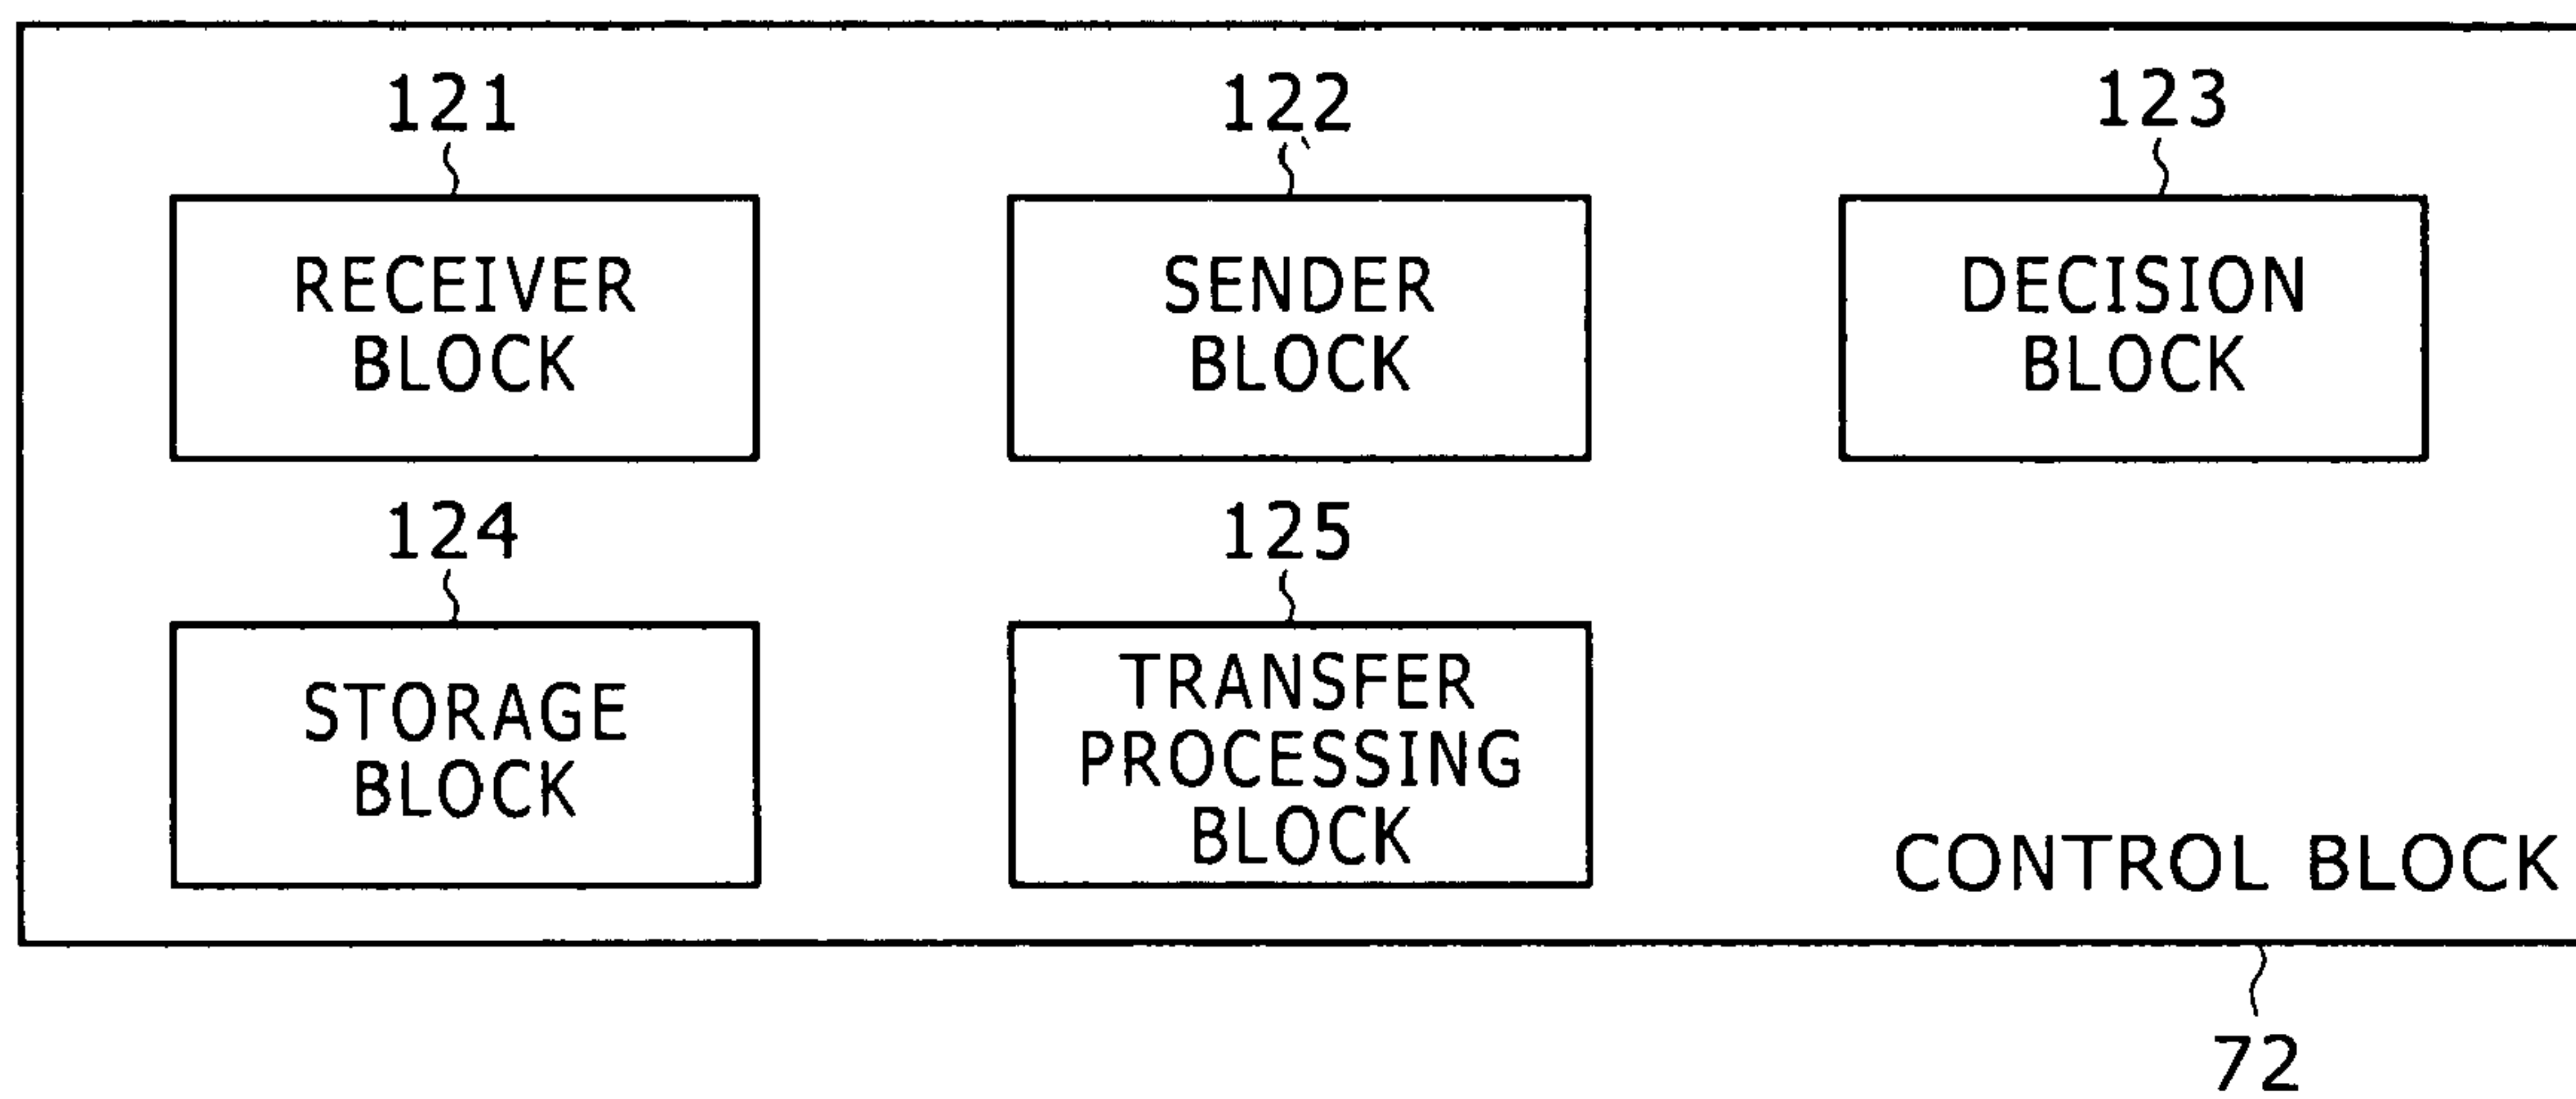 121
122
123
RECEIVER
BLOCK
SENDER
BLOCK
DECISION
BLOCK
124
125
STORAGE
BLOCK
TRANSFER
PROCESSING
BLOCK
CONTROL BLOCK
72